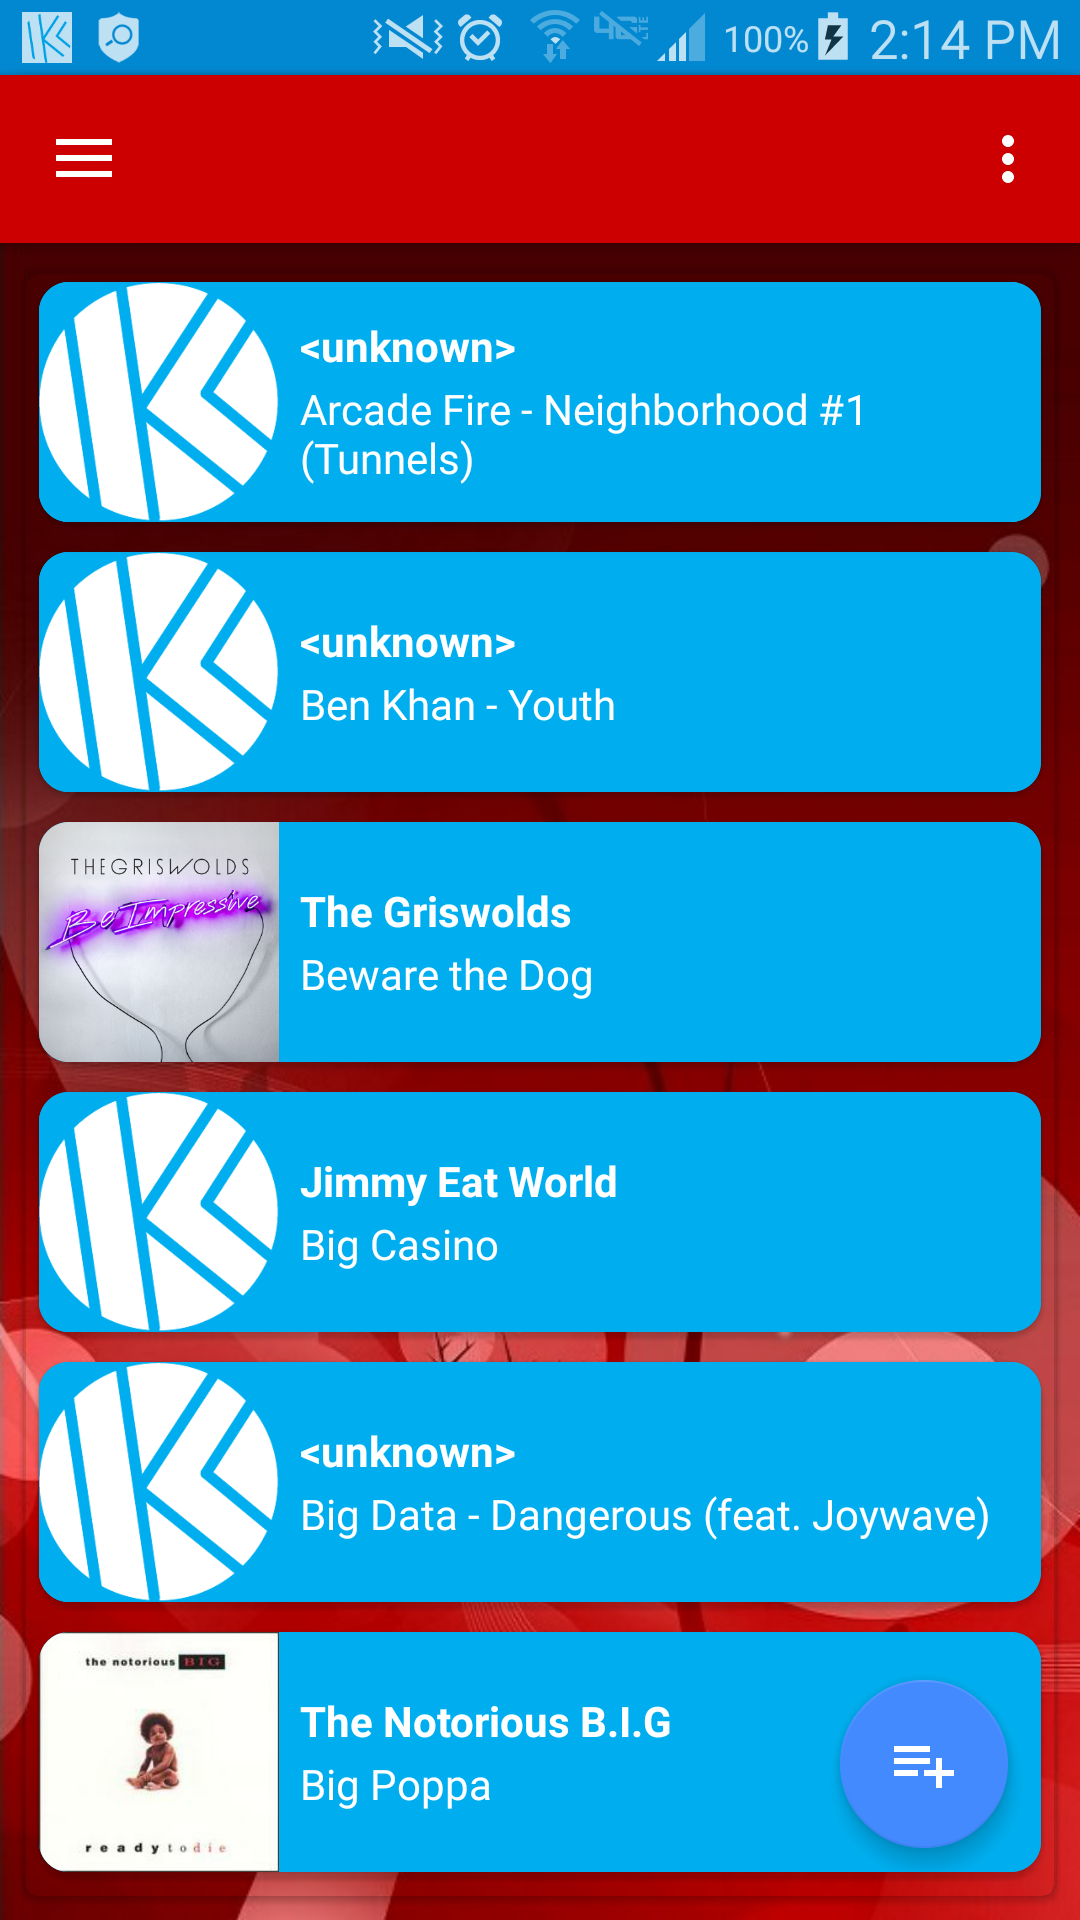 100% 2:14 PM
<unknown>
Arcade Fire - Neighborhood #1
(Tunnels)
<unknown>
Ben Khan - Youth
THEGRISWOLDS
Be Impressive
The Griswolds
Beware the Dog
Jimmy Eat World
Big Casino
<unknown>
Big Data - Dangerous (feat. Joywave)
the notorious BIG
ready to die
The Notorious B.I.G
Big Poppa